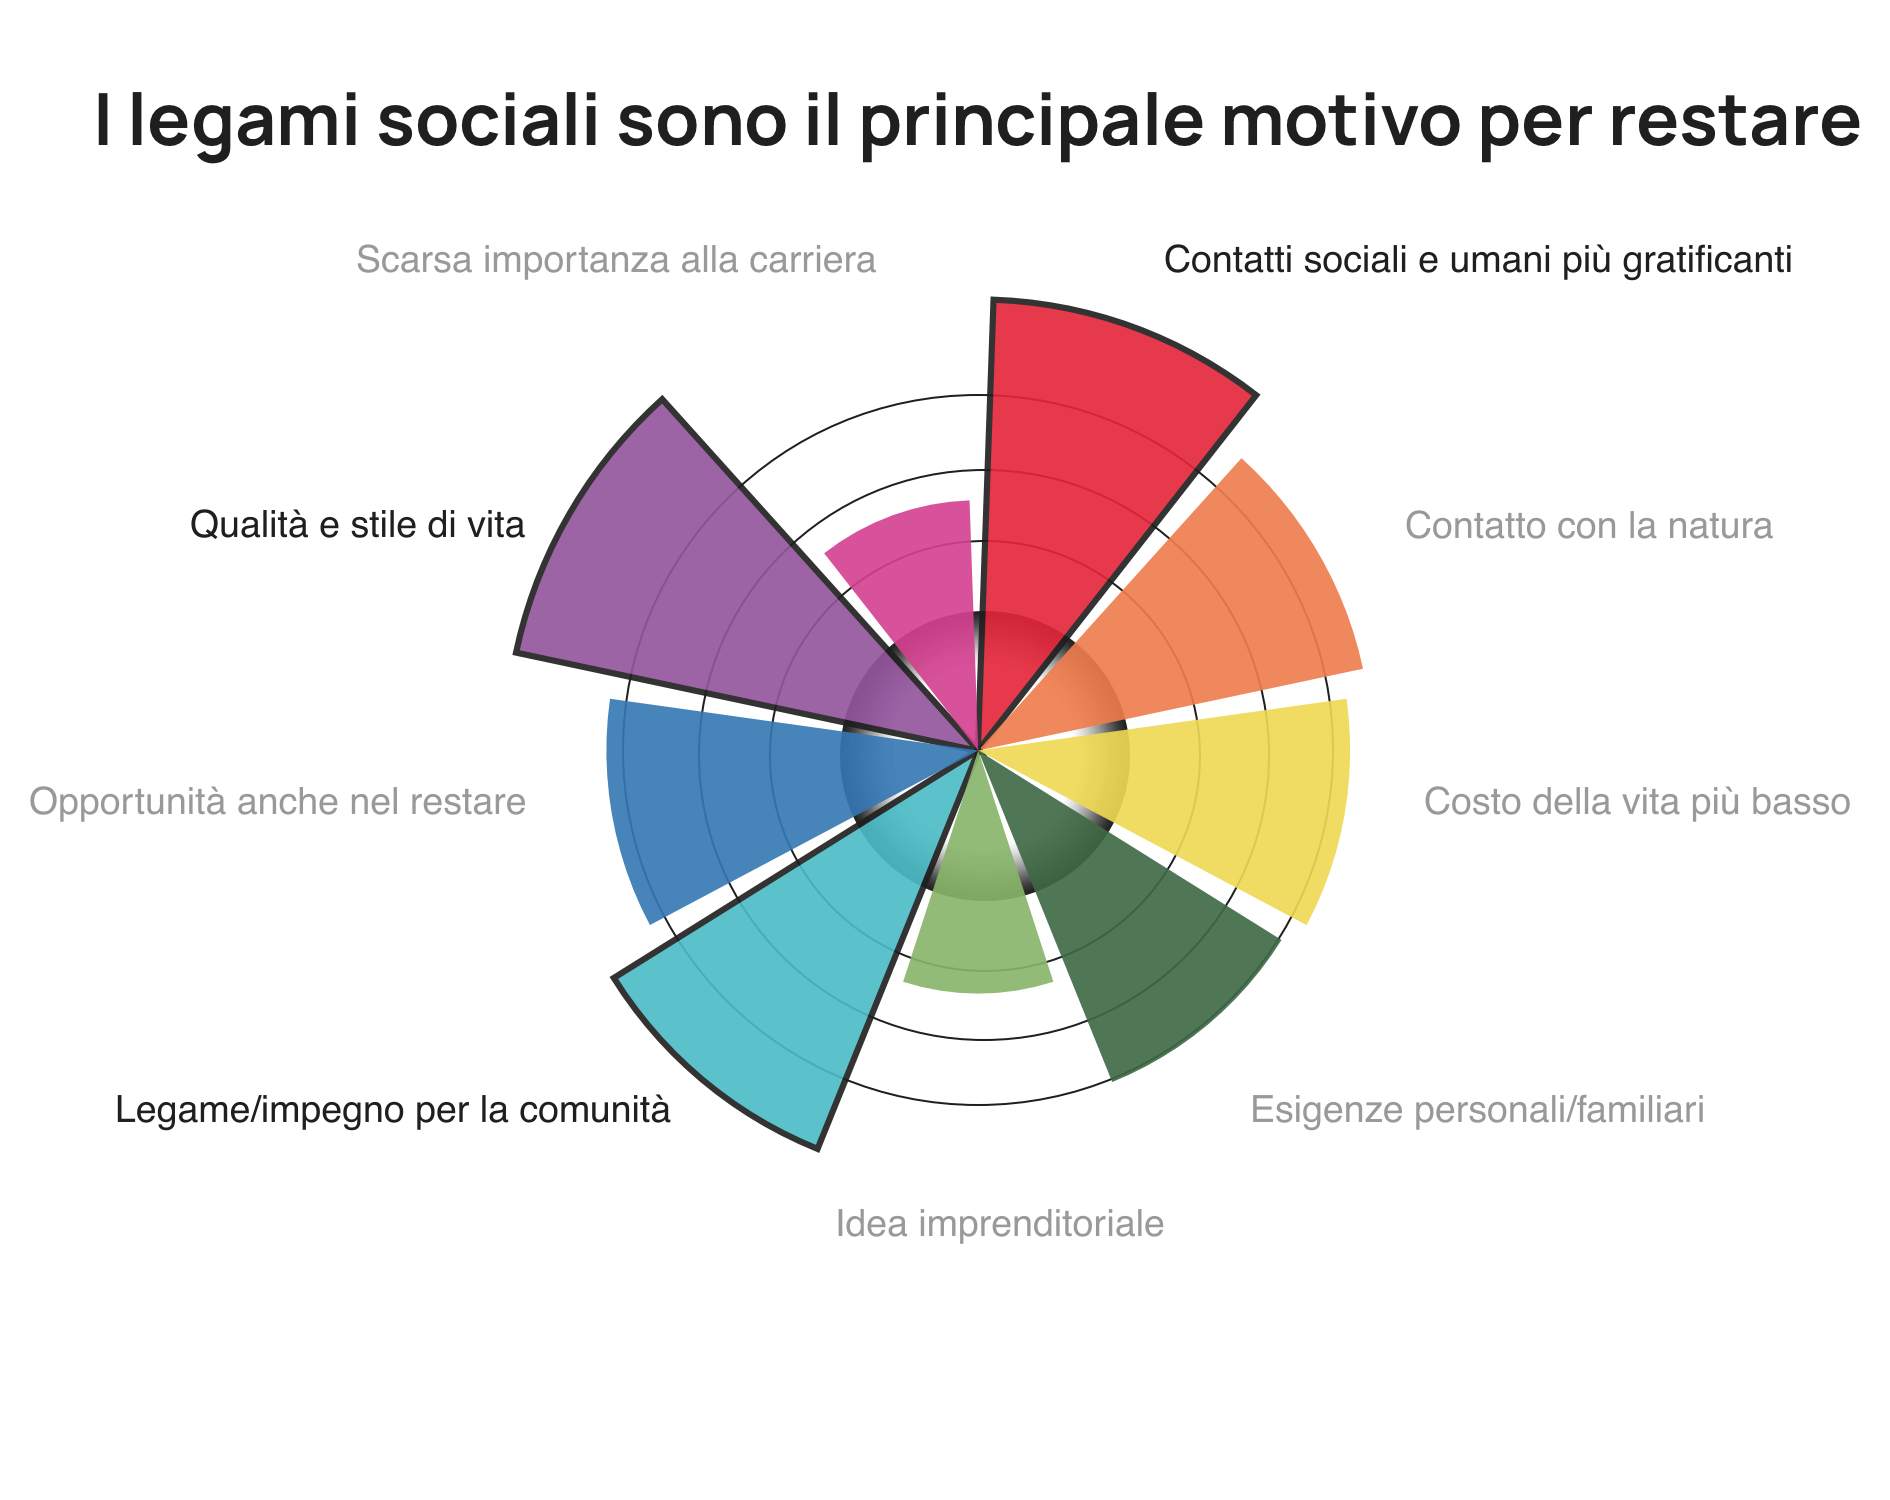 I legami sociali sono il principale motivo per restare
Scarsa importanza alla carriera
Contatti sociali e umani più gratificanti
Qualità e stile di vita
Contatto con la natura
Opportunità anche nel restare
Costo della vita più basso
Legame/impegno per la comunità
Esigenze personali/familiari
Idea imprenditoriale